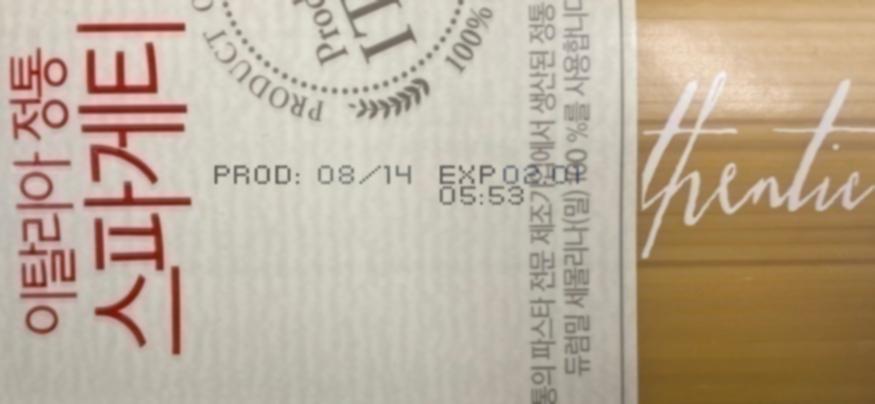 이탈리아 정통
스파게티
PRODUCT
Prod
IT
100%
PROD: 08/14 EXP
05:53
통의 파스타 전문 제조기업에서 생산된 정통
듀럼밀 세몰리나(밀) 100 %를 사용합니다
thentic